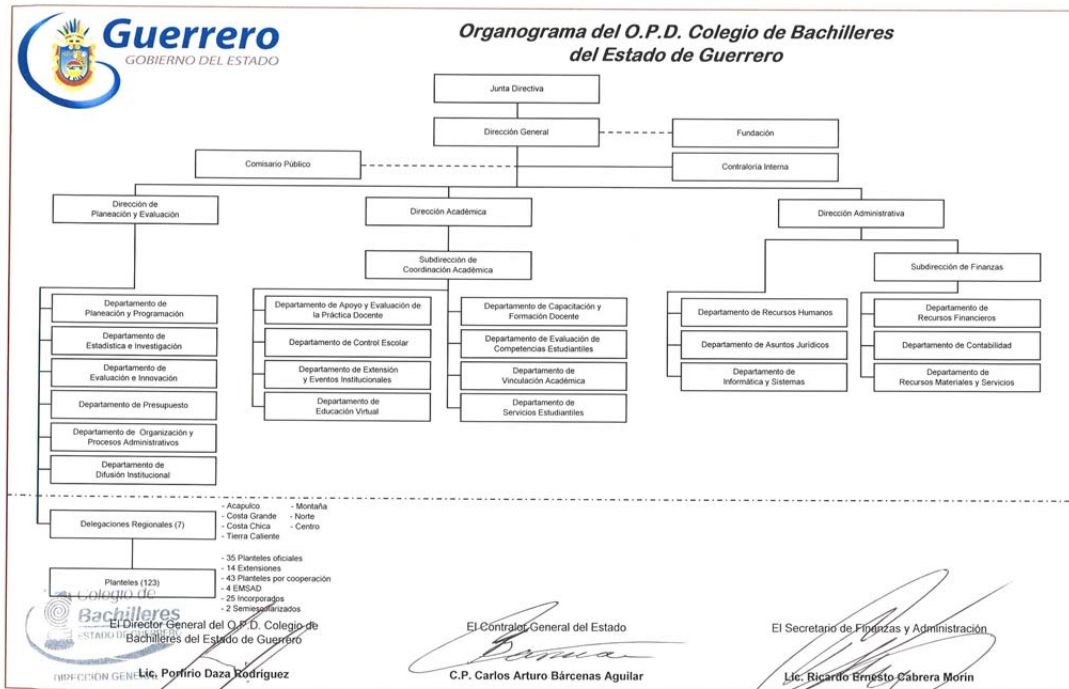 Guerrero
GOBIERNO DEL ESTADO
Organograma del O.P.D. Colegio de Bachilleres
del Estado de Guerrero
Junta Directiva
Dirección General
Fundación
Comisario Público
Contraloría Interna
Dirección de
Planeación y Evaluación
Dirección Académica
Dirección Administrativa
Subdirección de
Coordinación Académica
Subdirección de Finanzas
Departamento de
Planeación y Programación
Departamento de
Estadística e Investigación
Departamento de
Evaluación e Innovación
Departamento de Presupuesto
Departamento de Organización y
Procesos Administrativos
Departamento de
Difusión Institucional
Departamento de Apoyo y Evaluación de
la Práctica Docente
Departamento de Control Escolar
Departamento de Extensión
y Eventos Institucionales
Departamento de
Educación Virtual
Departamento de Capacitación y
Formación Docente
Departamento de Evaluación de
Competencias Estudiantiles
Departamento de
Vinculación Académica
Departamento de
Servicios Estudiantiles
Departamento de Recursos Humanos
Departamento de Asuntos Jurídicos
Departamento de
Informática y Sistemas
Departamento de
Recursos Financieros
Departamento de Contabilidad
Departamento de
Recursos Materiales y Servicios
Delegaciones Regionales (7)
- Acapulco
- Costa Grande
- Costa Chica
- Tierra Caliente
- Montaña
- Norte
- Centro
Planteles (123)
- 35 Planteles oficiales
- 14 Extensiones
- 43 Planteles por cooperación
- 4 EMSAD
- 25 Incorporados
- 2 Semiescolarizados
Colegio de
Bachilleres
ESTADO DE GUERRERO
DIRECCIÓN GENERAL
El Director General del O.P.D. Colegio de
Bachilleres del Estado de Guerrero
Lic. Porfirio Daza Rodríguez
El Contralor General del Estado
C.P. Carlos Arturo Bárcenas Aguilar
El Secretario de Finanzas y Administración
Lic. Ricardo Ernesto Cabrera Morín